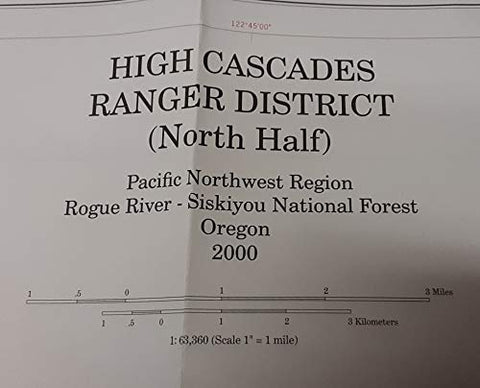 122°45'00"
HIGH CASCADES
RANGER DISTRICT
(North Half)
Pacific Northwest Region
Rogue River - Siskiyou National Forest
Oregon
2000
1 .5 0 1 2 3 Miles
1 .5 0 1 2 3 Kilometers
1:63,360 (Scale 1" = 1 mile)